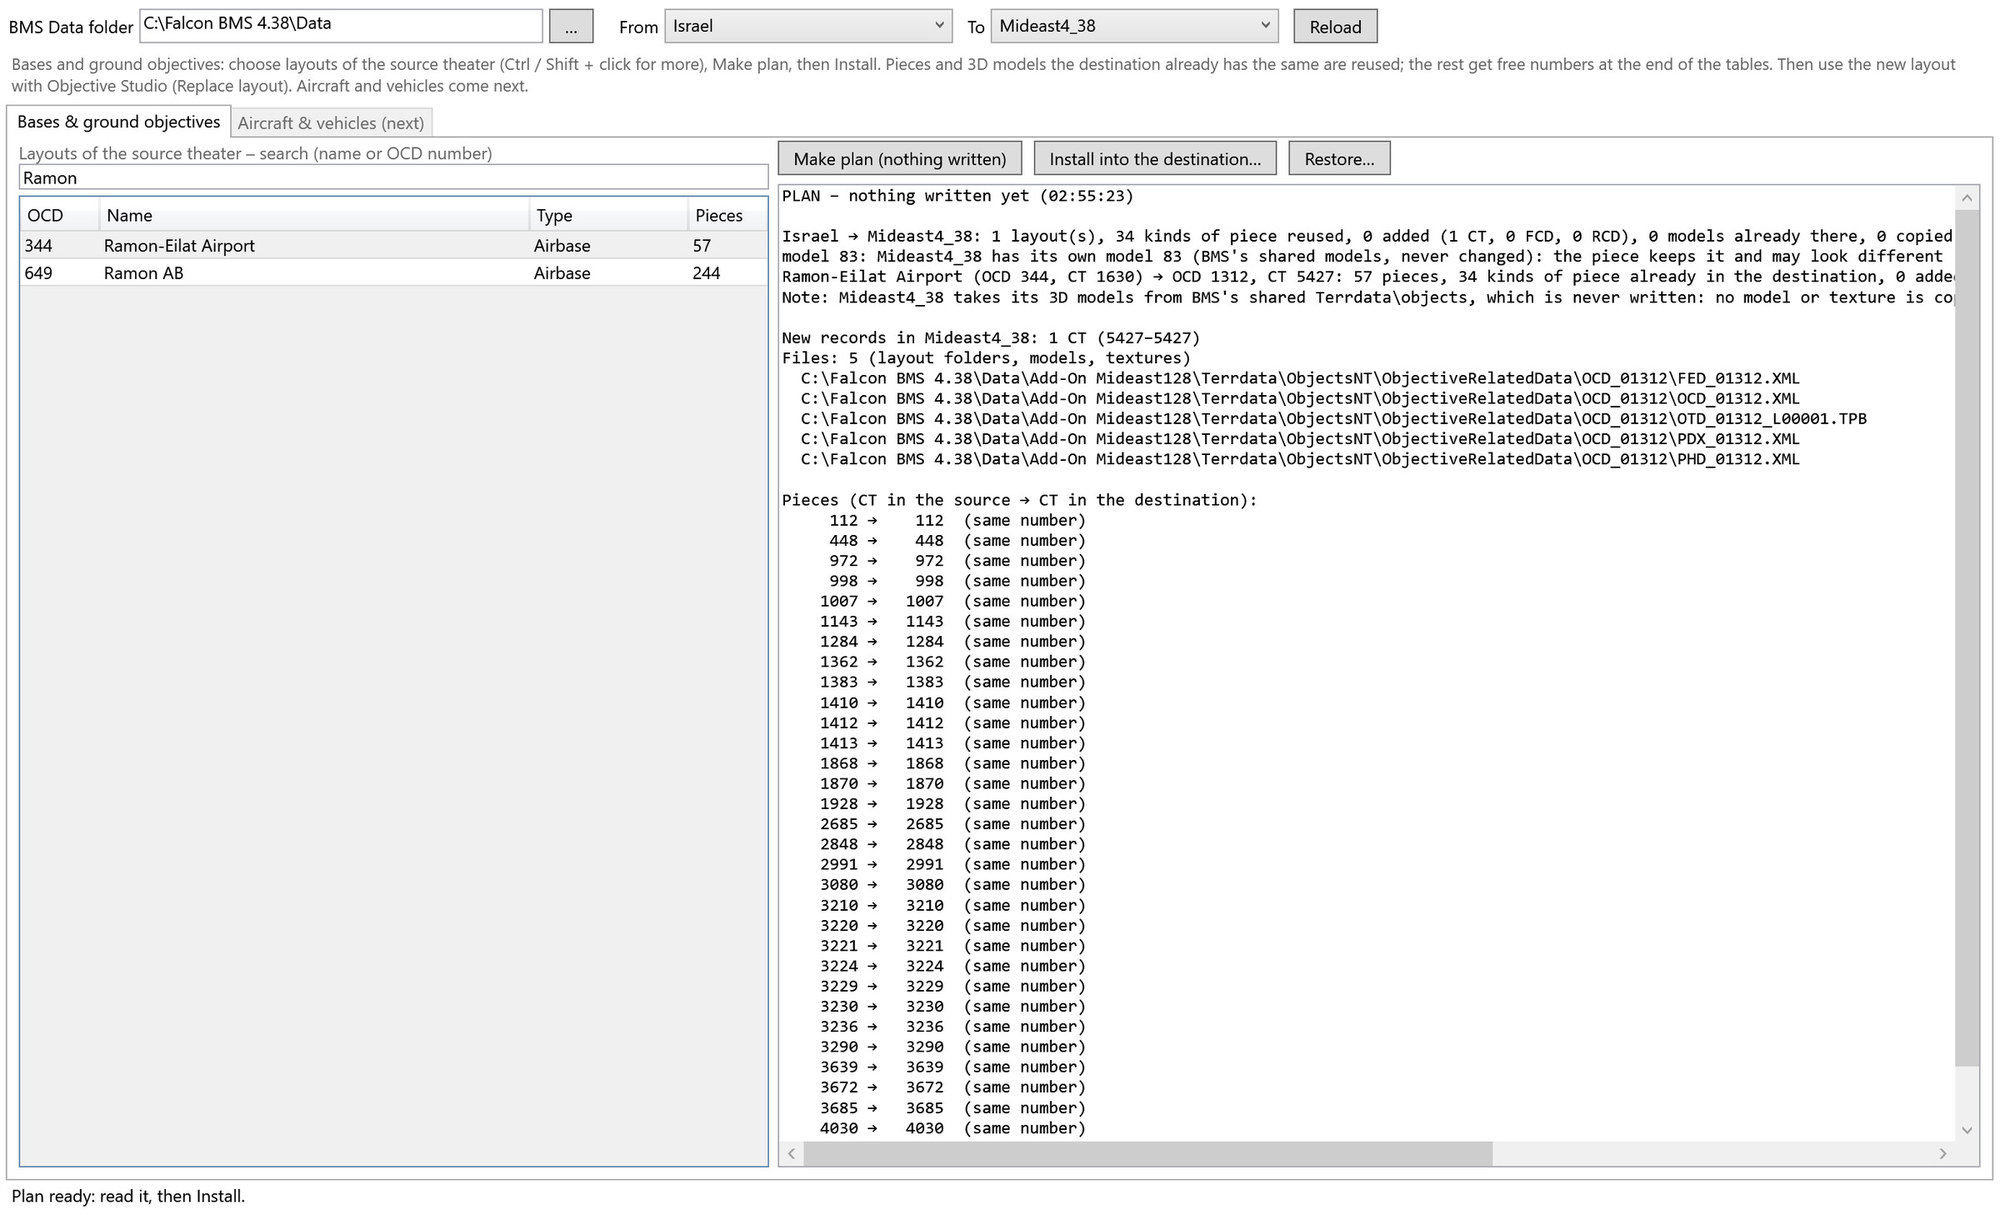 BMS Data folder C:\Falcon BMS 4.38\Data ... From Israel To Mideast4_38 Reload
Bases and ground objectives: choose layouts of the source theater (Ctrl / Shift + click for more), Make plan, then Install. Pieces and 3D models the destination already has the same are reused; the rest get free numbers at the end of the tables. Then use the new layout
with Objective Studio (Replace layout). Aircraft and vehicles come next.
Bases & ground objectives Aircraft & vehicles (next)
Layouts of the source theater – search (name or OCD number)
Ramon
OCD Name Type Pieces
344 Ramon-Eilat Airport Airbase 57
649 Ramon AB Airbase 244
Make plan (nothing written) Install into the destination... Restore...
PLAN – nothing written yet (02:55:23)
Israel → Mideast4_38: 1 layout(s), 34 kinds of piece reused, 0 added (1 CT, 0 FCD, 0 RCD), 0 models already there, 0 copied
model 83: Mideast4_38 has its own model 83 (BMS's shared models, never changed): the piece keeps it and may look different
Ramon-Eilat Airport (OCD 344, CT 1630) → OCD 1312, CT 5427: 57 pieces, 34 kinds of piece already in the destination, 0 adde
Note: Mideast4_38 takes its 3D models from BMS's shared Terrdata\objects, which is never written: no model or texture is co
New records in Mideast4_38: 1 CT (5427–5427)
Files: 5 (layout folders, models, textures)
C:\Falcon BMS 4.38\Data\Add-On Mideast128\Terrdata\ObjectsNT\ObjectiveRelatedData\OCD_01312\FED_01312.XML
C:\Falcon BMS 4.38\Data\Add-On Mideast128\Terrdata\ObjectsNT\ObjectiveRelatedData\OCD_01312\OCD_01312.XML
C:\Falcon BMS 4.38\Data\Add-On Mideast128\Terrdata\ObjectsNT\ObjectiveRelatedData\OCD_01312\OTD_01312_L00001.TPB
C:\Falcon BMS 4.38\Data\Add-On Mideast128\Terrdata\ObjectsNT\ObjectiveRelatedData\OCD_01312\PDX_01312.XML
C:\Falcon BMS 4.38\Data\Add-On Mideast128\Terrdata\ObjectsNT\ObjectiveRelatedData\OCD_01312\PHD_01312.XML
Pieces (CT in the source → CT in the destination):
112 → 112 (same number)
448 → 448 (same number)
972 → 972 (same number)
998 → 998 (same number)
1007 → 1007 (same number)
1143 → 1143 (same number)
1284 → 1284 (same number)
1362 → 1362 (same number)
1383 → 1383 (same number)
1410 → 1410 (same number)
1412 → 1412 (same number)
1413 → 1413 (same number)
1868 → 1868 (same number)
1870 → 1870 (same number)
1928 → 1928 (same number)
2685 → 2685 (same number)
2848 → 2848 (same number)
2991 → 2991 (same number)
3080 → 3080 (same number)
3210 → 3210 (same number)
3220 → 3220 (same number)
3221 → 3221 (same number)
3224 → 3224 (same number)
3229 → 3229 (same number)
3230 → 3230 (same number)
3236 → 3236 (same number)
3290 → 3290 (same number)
3639 → 3639 (same number)
3672 → 3672 (same number)
3685 → 3685 (same number)
4030 → 4030 (same number)
Plan ready: read it, then Install.